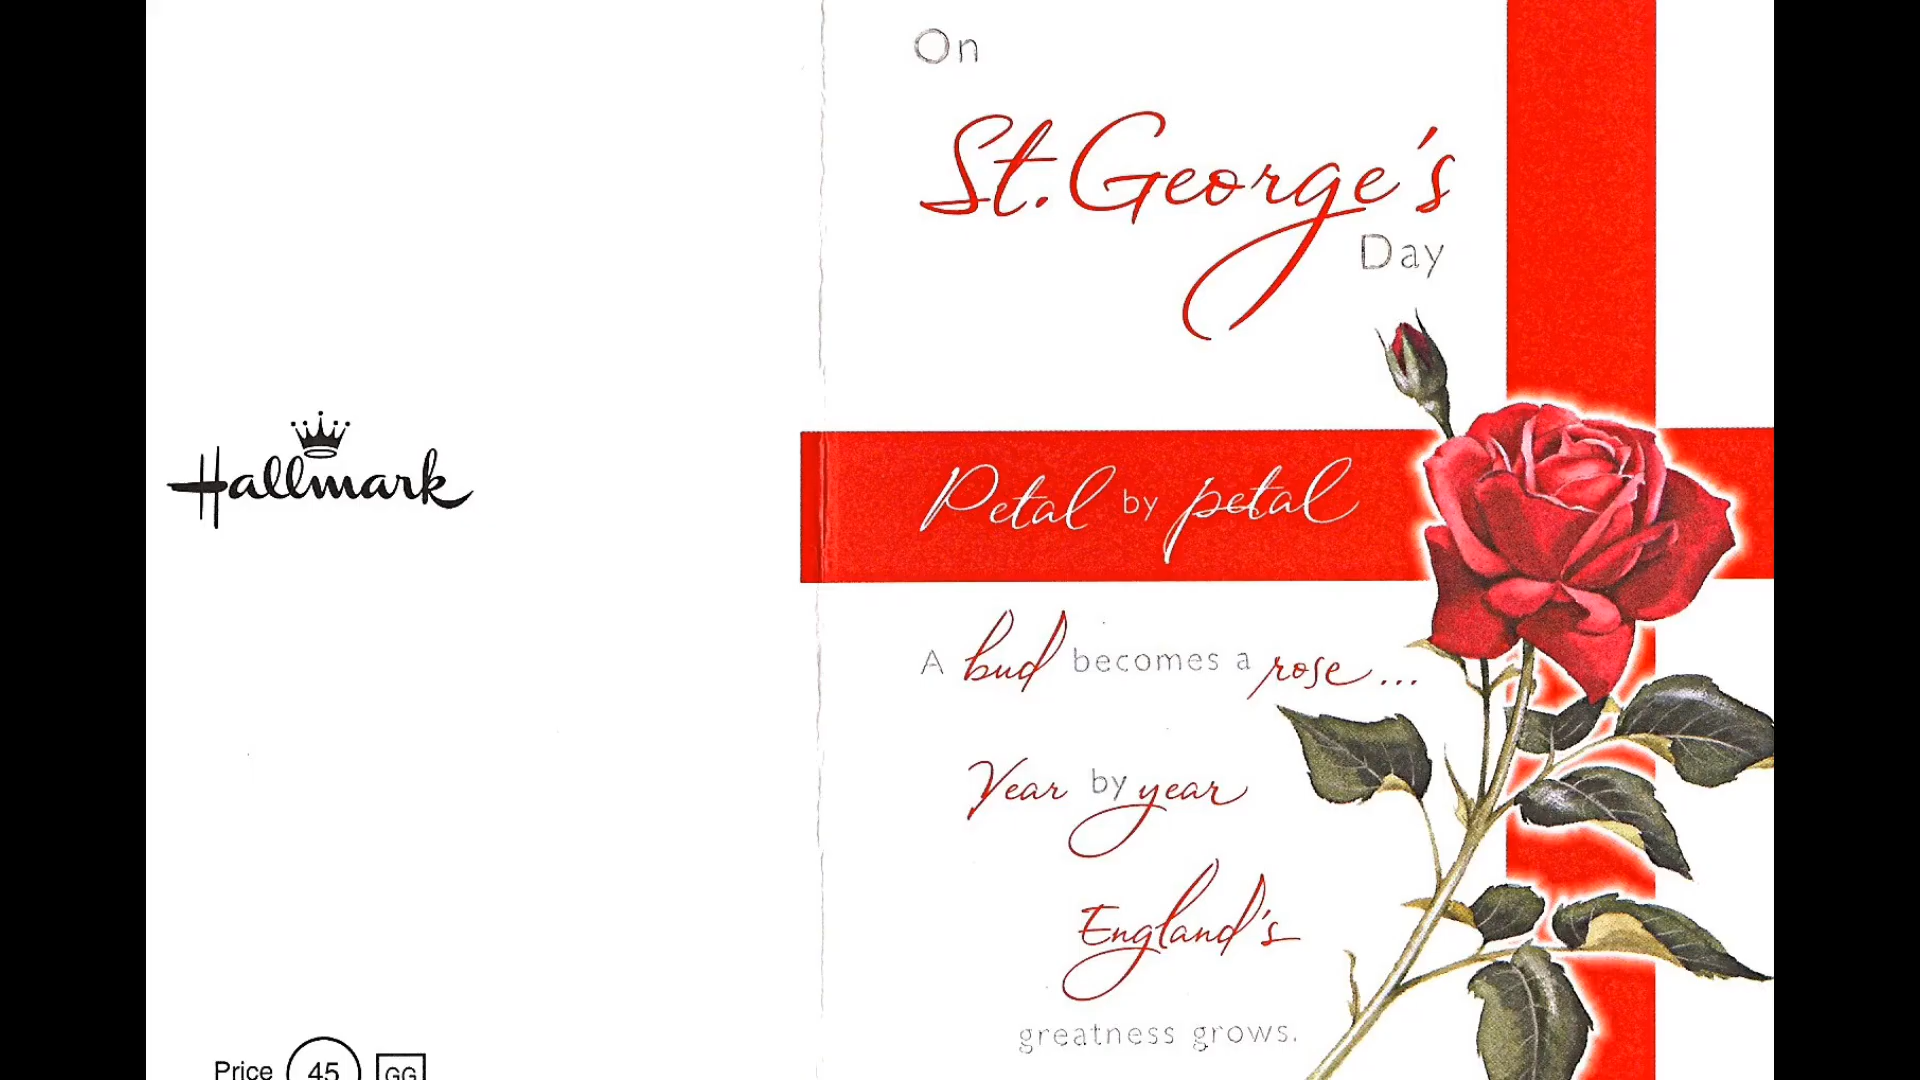 On
St. George's
Day
Petal by petal
A bud becomes a rose...
Year by year
England's
greatness grows.
Hallmark
Price 45 GG